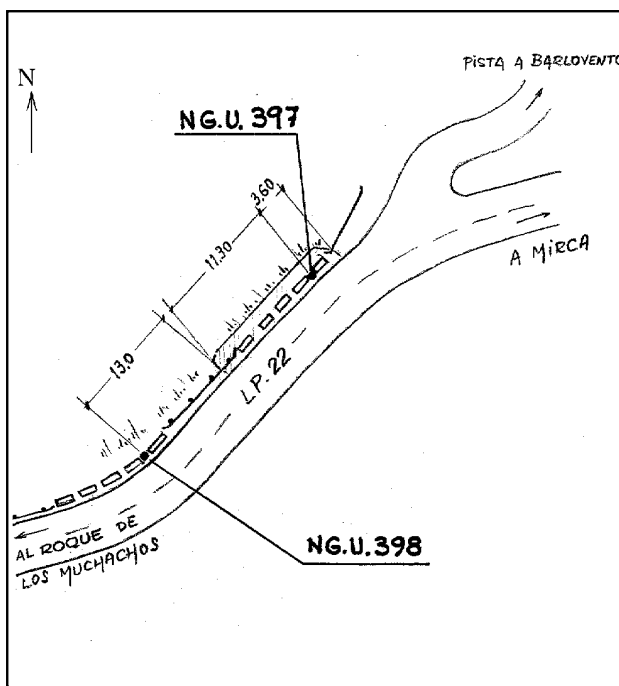 PISTA A BARLOVENTO
N
NG.U. 397
3.60
11.30
A MIRCA
13.0
LP. 22
NG.U. 398
AL ROQUE DE
LOS MUCHACHOS